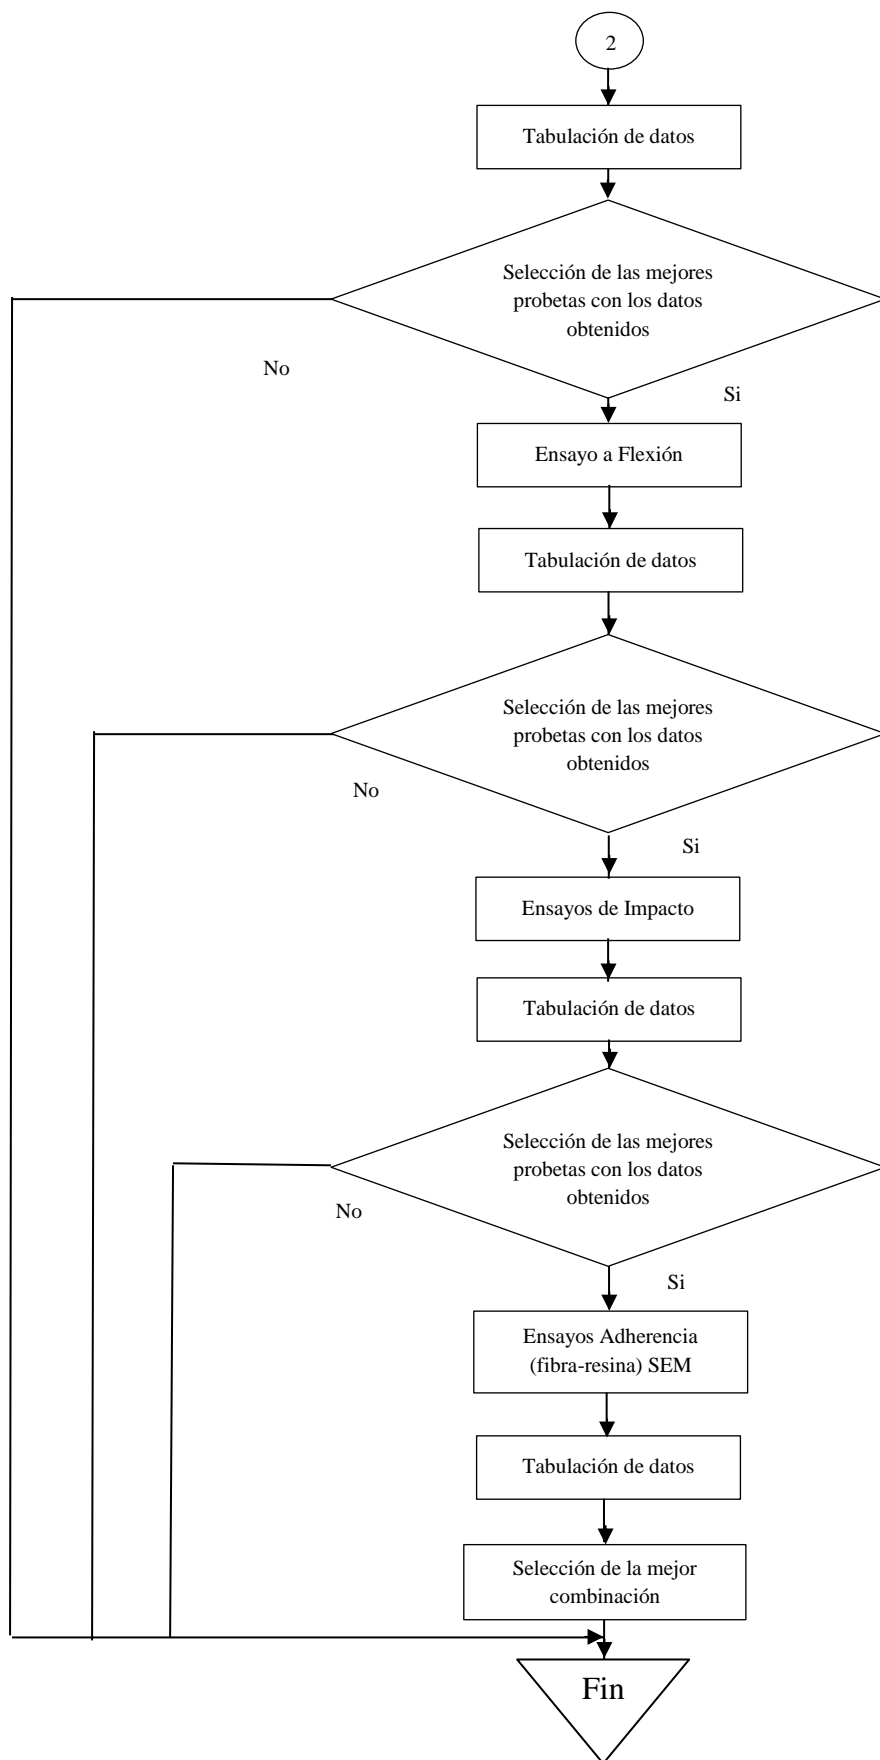 2
Tabulación de datos
Selección de las mejores
probetas con los datos
obtenidos
No
Si
Ensayo a Flexión
Tabulación de datos
Selección de las mejores
probetas con los datos
obtenidos
No
Si
Ensayos de Impacto
Tabulación de datos
Selección de las mejores
probetas con los datos
obtenidos
No
Si
Ensayos Adherencia
(fibra-resina) SEM
Tabulación de datos
Selección de la mejor
combinación
Fin